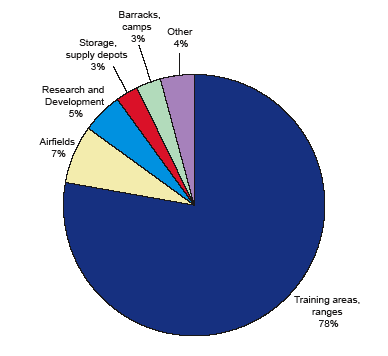 Barracks,
camps
3%
Other
4%
Storage,
supply depots
3%
Research and
Development
5%
Airfields
7%
Training areas,
ranges
78%